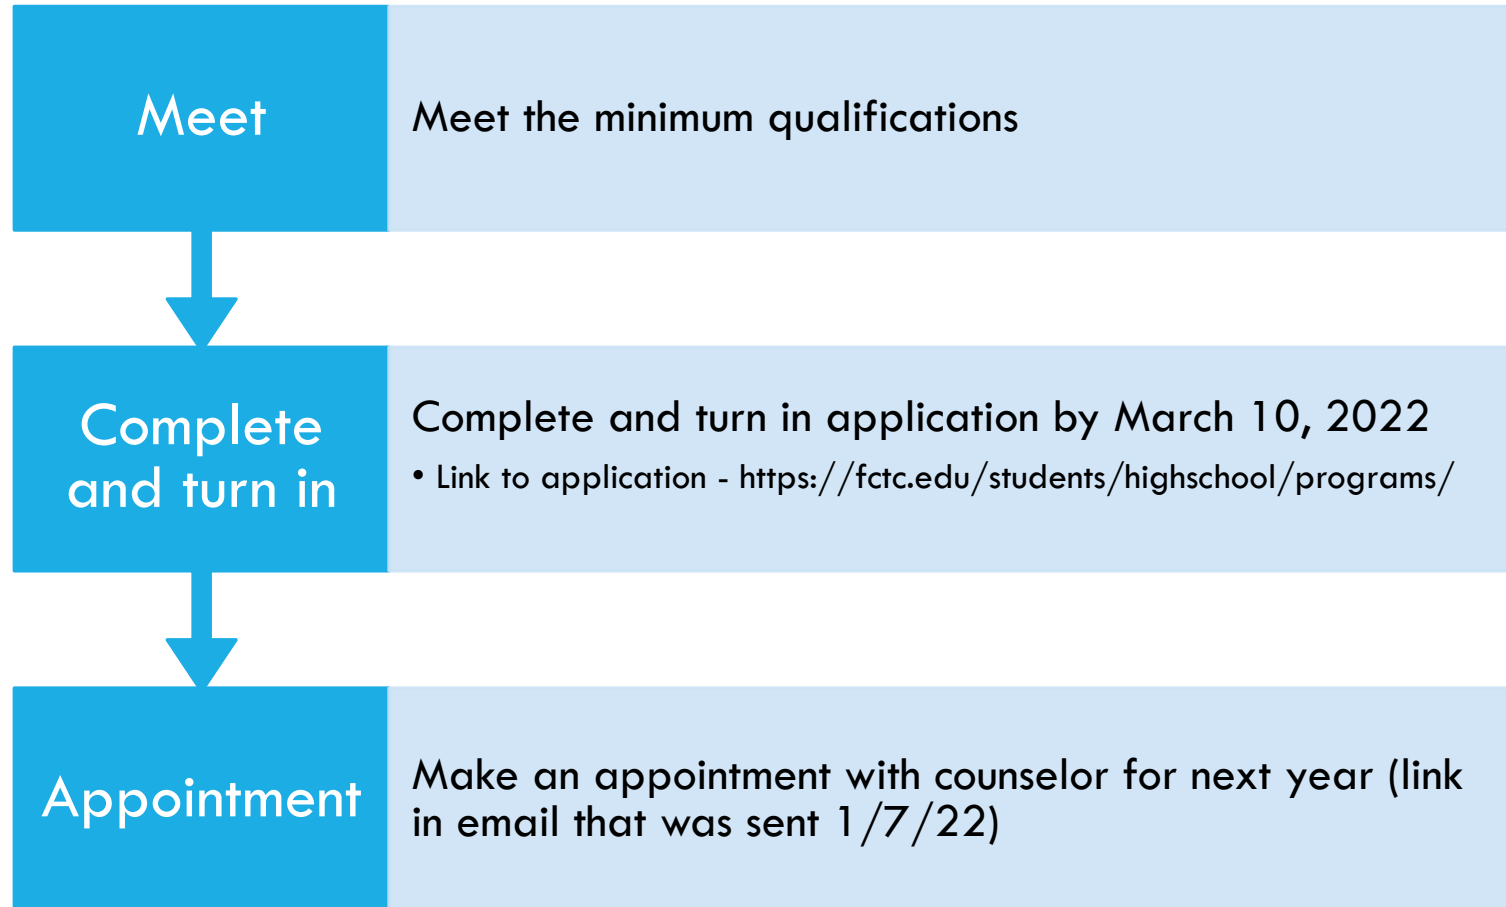 Meet
Meet the minimum qualifications
Complete
and turn in
Complete and turn in application by March 10, 2022
• Link to application - https://fctc.edu/students/highschool/programs/
Appointment
Make an appointment with counselor for next year (link
in email that was sent 1/7/22)